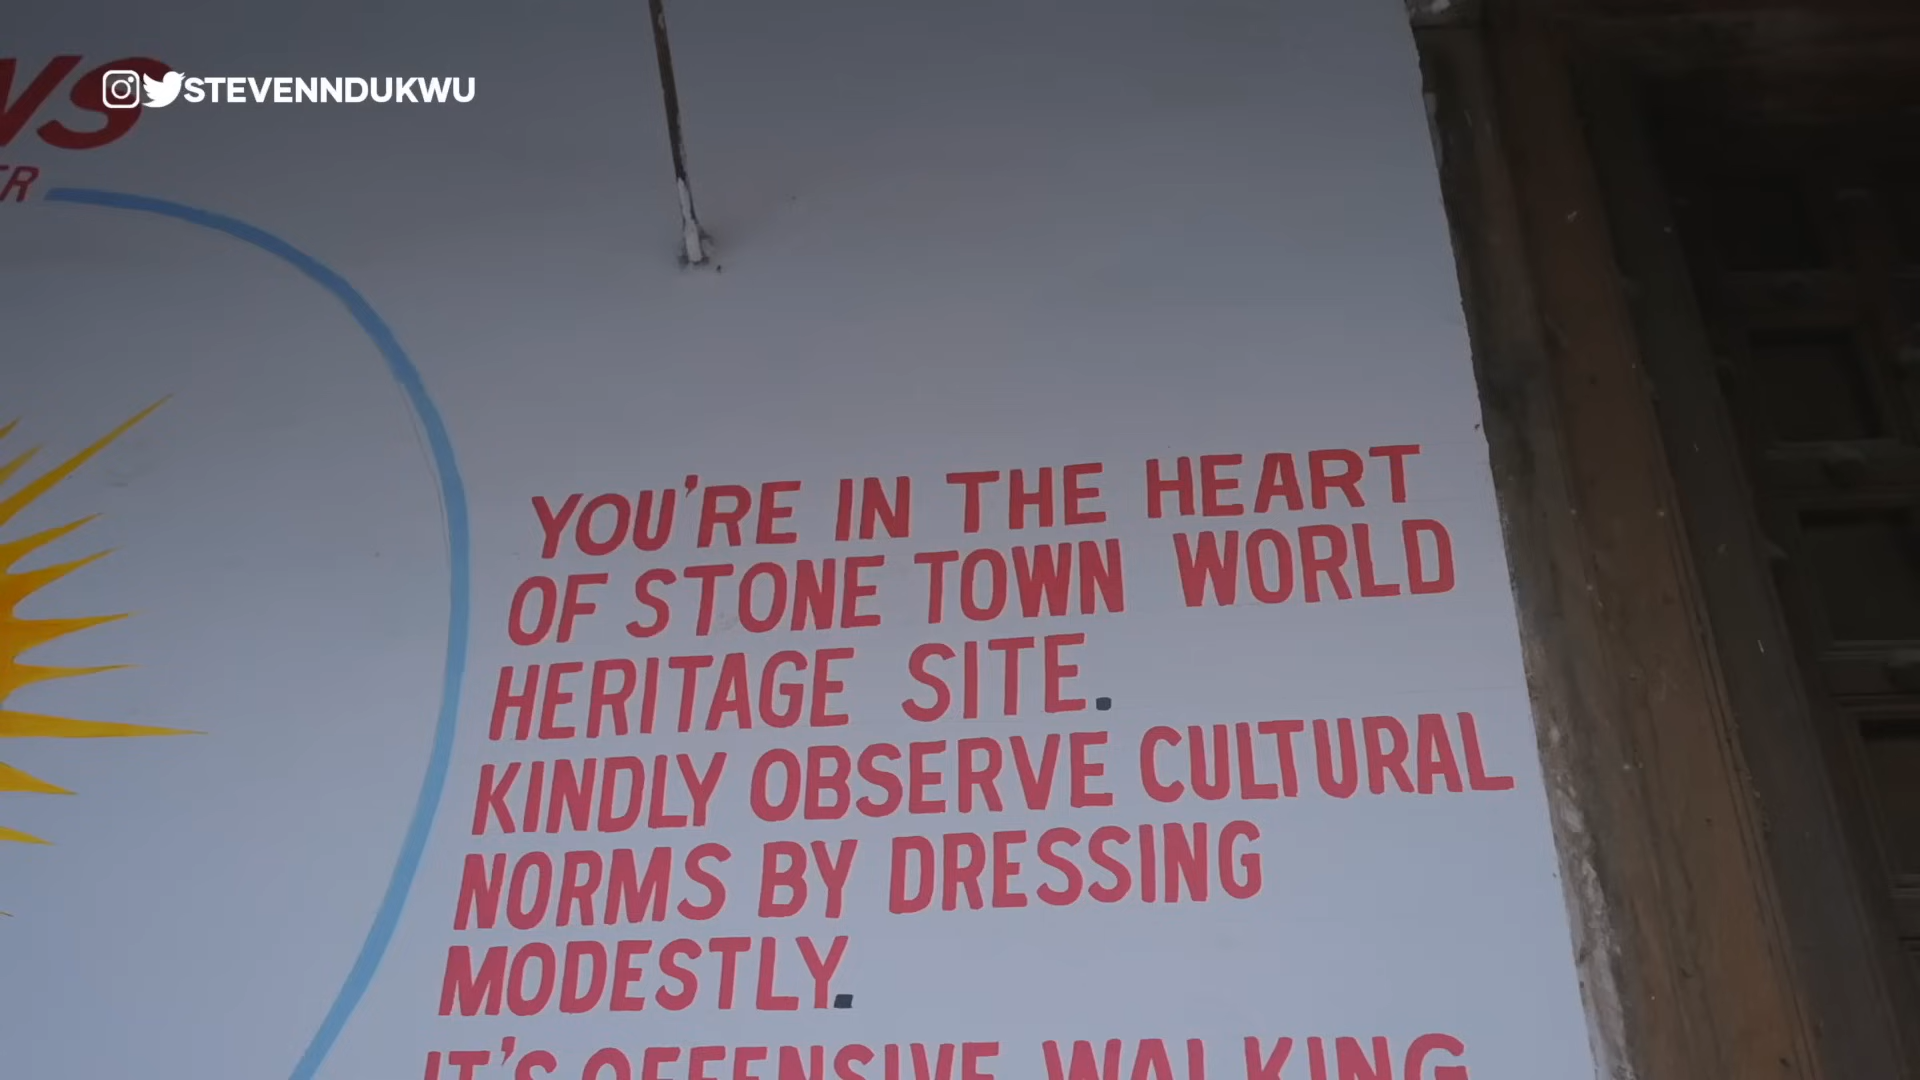 STEVENNDUKWU
YOU'RE IN THE HEART
OF STONE TOWN WORLD
HERITAGE SITE.
KINDLY OBSERVE CULTURAL
NORMS BY DRESSING
MODESTLY.
IT'S OFFENSIVE WALKING